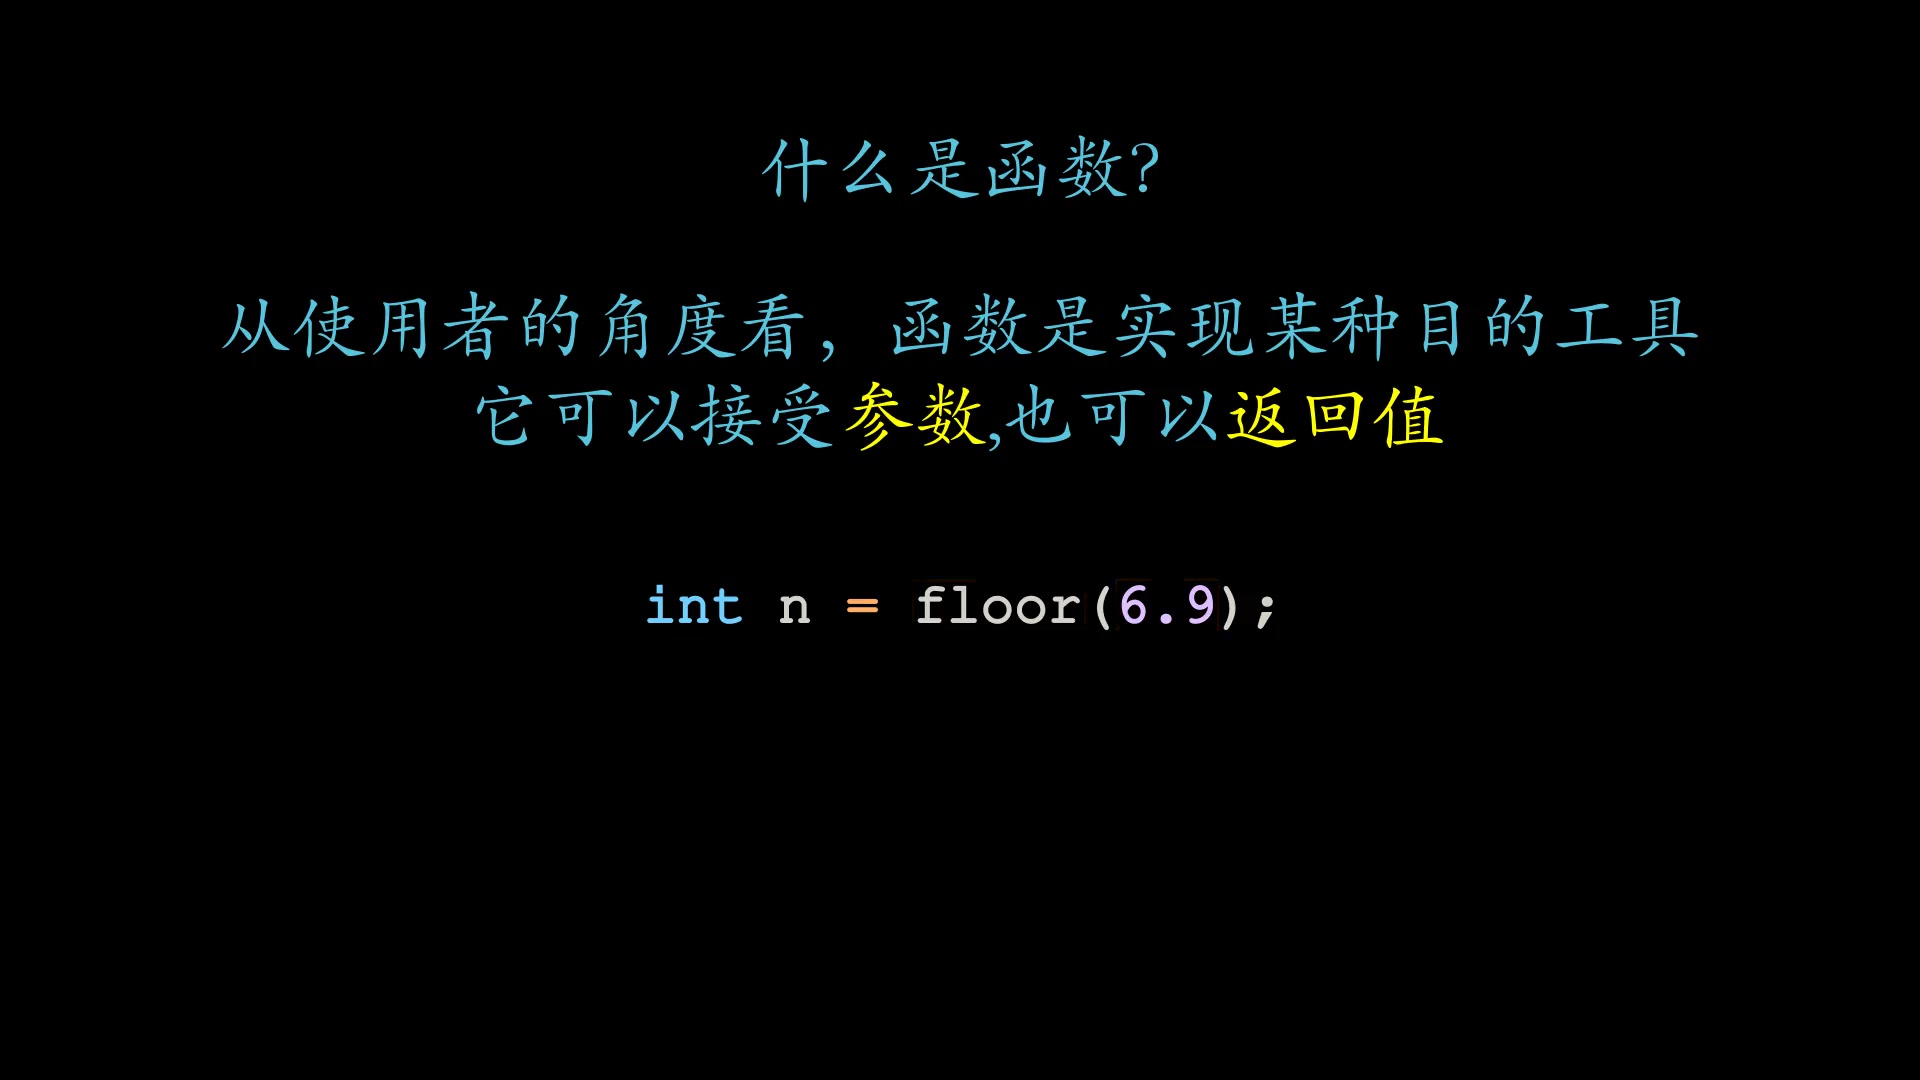 什么是函数?
从使用者的角度看，函数是实现某种目的工具
它可以接受参数,也可以返回值
int n = floor(6.9);